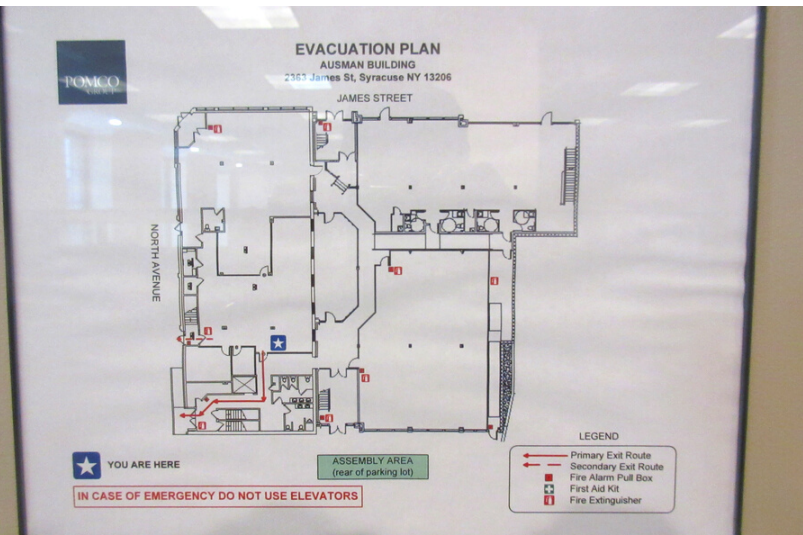 POMCO
GROUP
EVACUATION PLAN
AUSMAN BUILDING
2363 James St, Syracuse NY 13206
JAMES STREET
NORTH AVENUE
YOU ARE HERE
ASSEMBLY AREA
(rear of parking lot)
IN CASE OF EMERGENCY DO NOT USE ELEVATORS
LEGEND
Primary Exit Route
Secondary Exit Route
Fire Alarm Pull Box
First Aid Kit
Fire Extinguisher